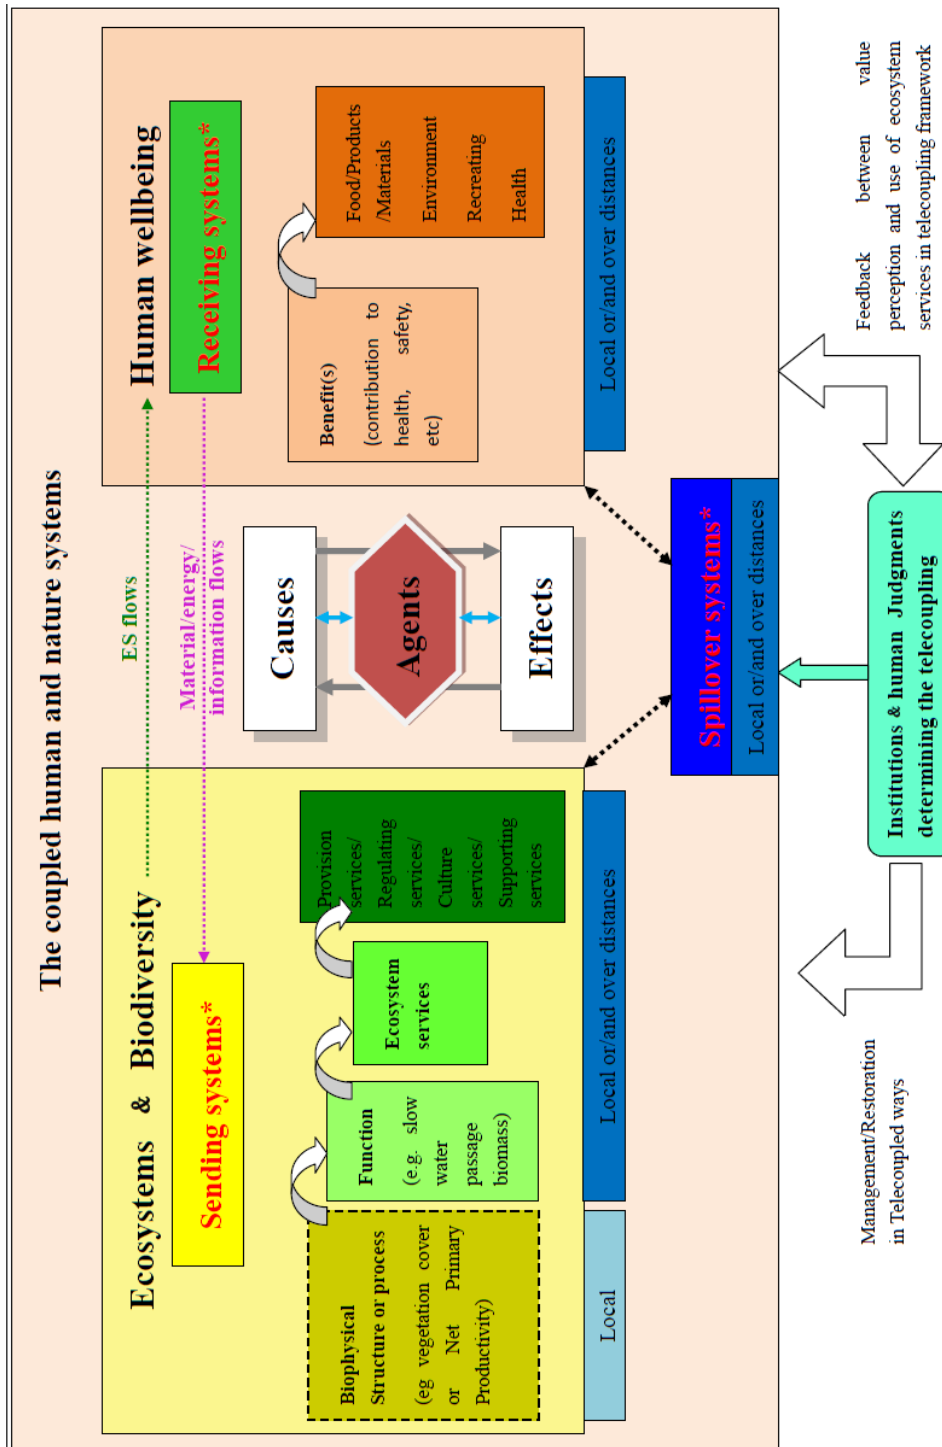 The coupled human and nature systems
Ecosystems & Biodiversity
ES flows
Human wellbeing
Sending systems*
Material/energy/
information flows
Receiving systems*
Biophysical
Structure or process
(eg vegetation cover
or Net Primary
Productivity)
Function
(e.g. slow
water
passage
biomass)
Ecosystem
services
Provision
services/
Regulating
services/
Culture
services/
Supporting
services
Causes
Agents
Effects
Benefit(s)
(contribution to
health, safety,
etc)
Food/Products
/Materials
Environment
Recreating
Health
Local
Local or/and over distances
Local or/and over distances
Spillover systems*
Local or/and over distances
Management/Restoration
in Telecoupled ways
Institutions & human Judgments
determining the telecoupling
Feedback between value
perception and use of ecosystem
services in telecoupling framework